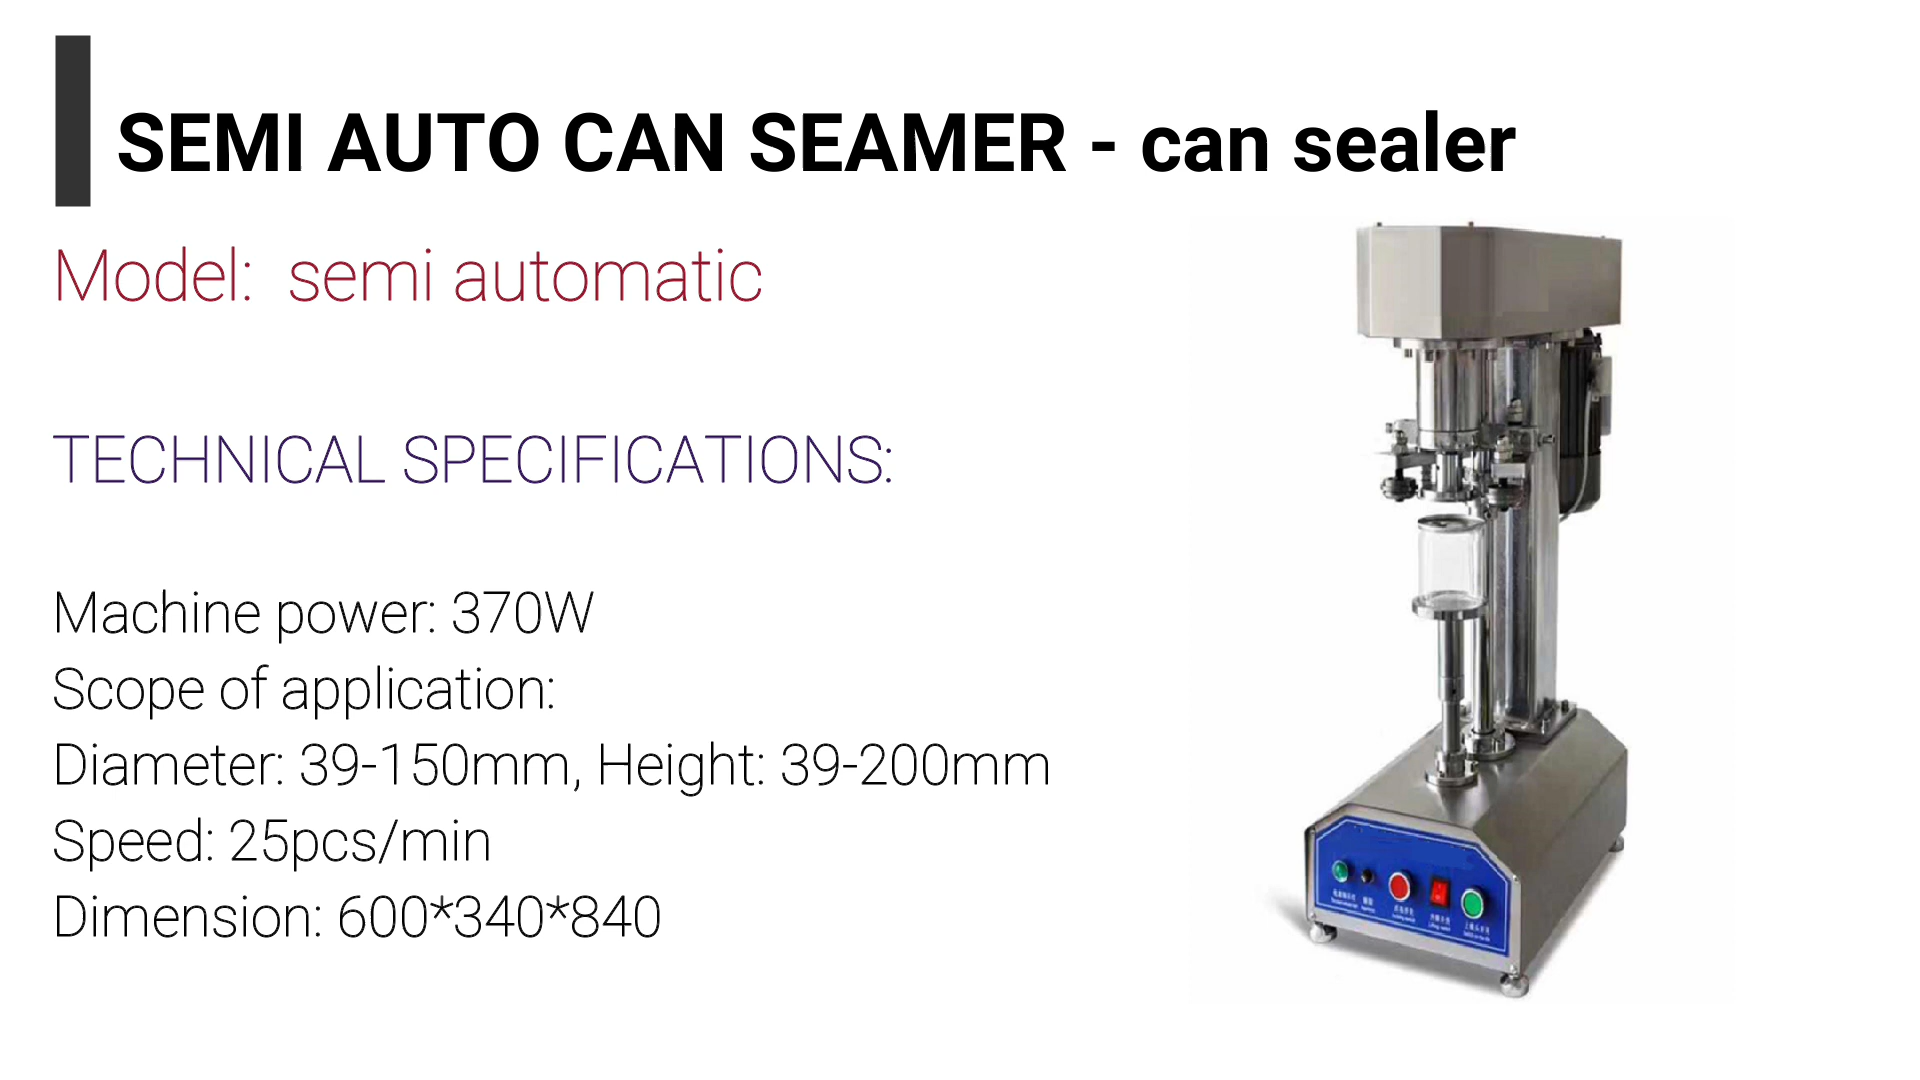 SEMI AUTO CAN SEAMER - can sealer
Model: semi automatic
TECHNICAL SPECIFICATIONS:
Machine power: 370W
Scope of application:
Diameter: 39-150mm, Height: 39-200mm
Speed: 25pcs/min
Dimension: 600*340*840